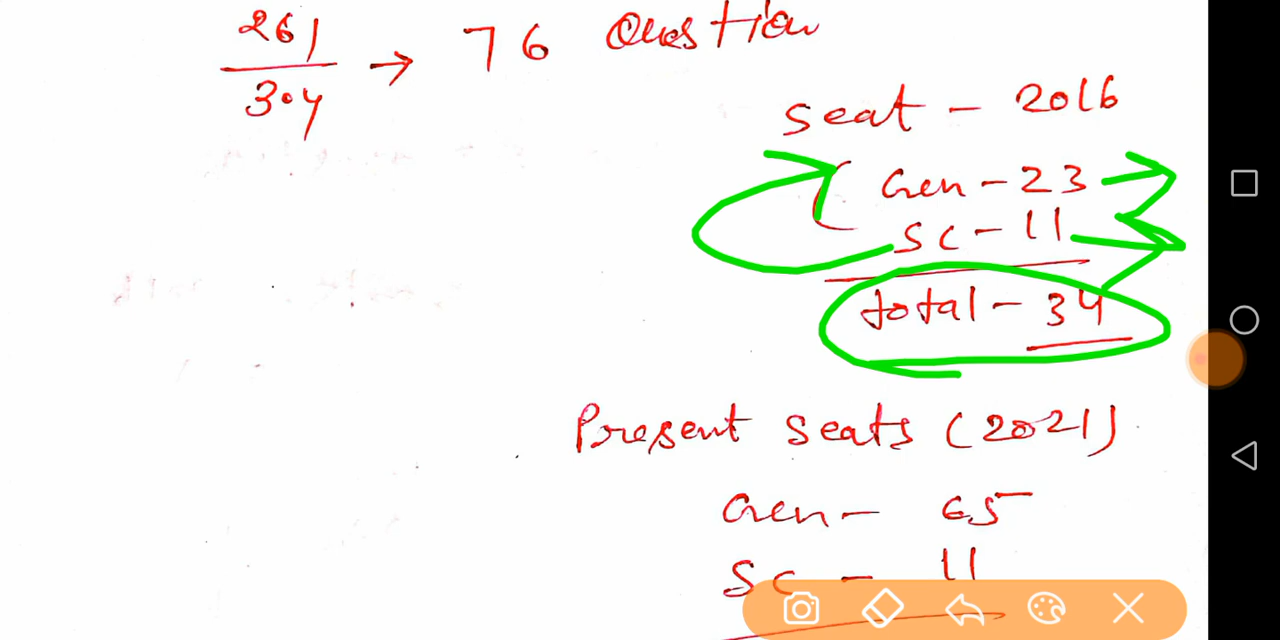 261
304 → 76 Question
seat - 2016
Gen - 23
SC - 11
total - 34
Present seats (2021)
Gen - 65
SC - 11